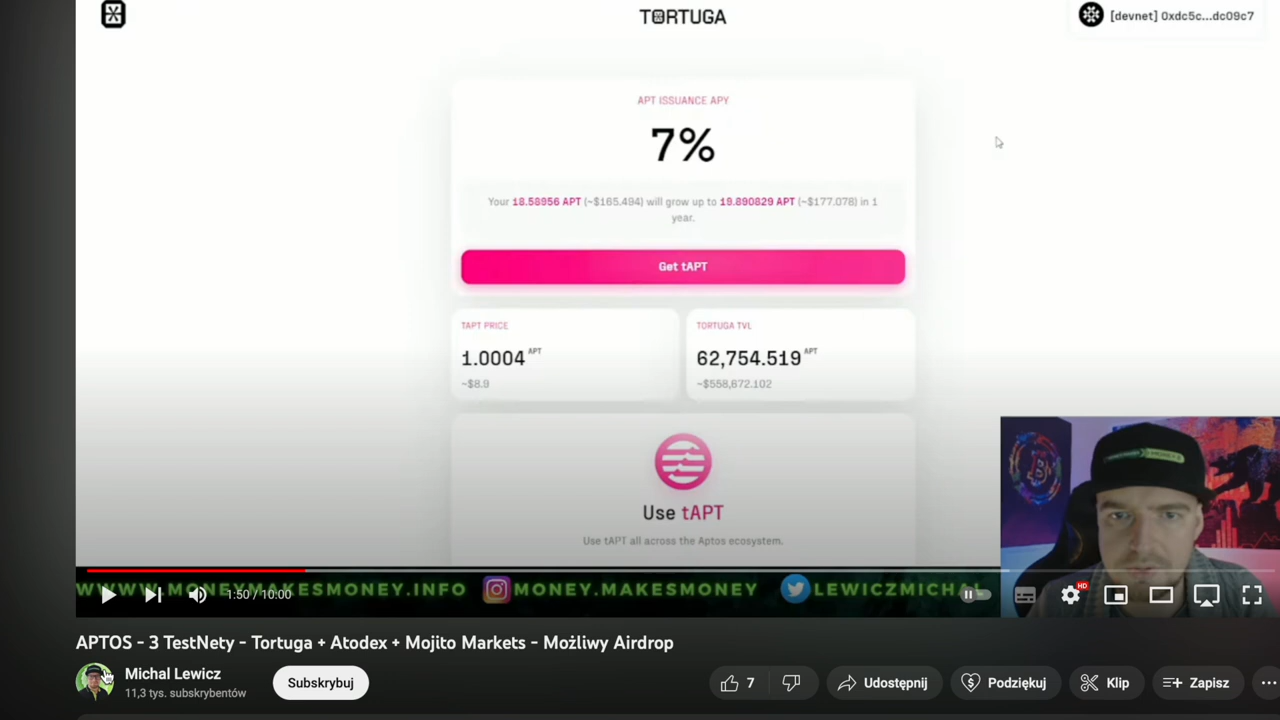 TORTUGA
[devnet] 0xdc5c...dc09c7
APT ISSUANCE APY
7%
Your 18.58956 APT (~$165.494) will grow up to 19.890829 APT (~$177.078) in 1
year.
Get tAPT
TAPT PRICE
1.0004 APT
~$8.9
TORTUGA TVL
62,754.519 APT
~$558,672.102
Use tAPT
Use tAPT all across the Aptos ecosystem.
WWW.MONEYMAKESMONEY.INFO MONEY.MAKESMONEY LEWICZMICHAL
1:50 / 10:00
HD
APTOS - 3 TestNety - Tortuga + Atodex + Mojito Markets - Możliwy Airdrop
Michal Lewicz
11,3 tys. subskrybentów
Subskrybuj
7
Udostępnij
Podziękuj
Klip
Zapisz